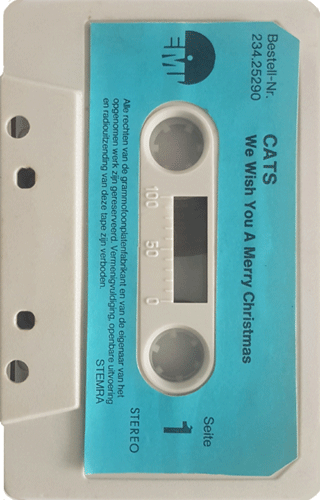 Bestell-Nr.
234.25290
CATS
We Wish You A Merry Christmas
EMI
100 50 0
Seite
1
STEREO
Alle rechten van de grammofoonplatenfabrikant en van de eigenaar van het
opgenomen werk zijn gereserveerd. Vermenigvuldiging, openbare uitvoering
en radiouitzending van deze tape zijn verboden.
STEMRA